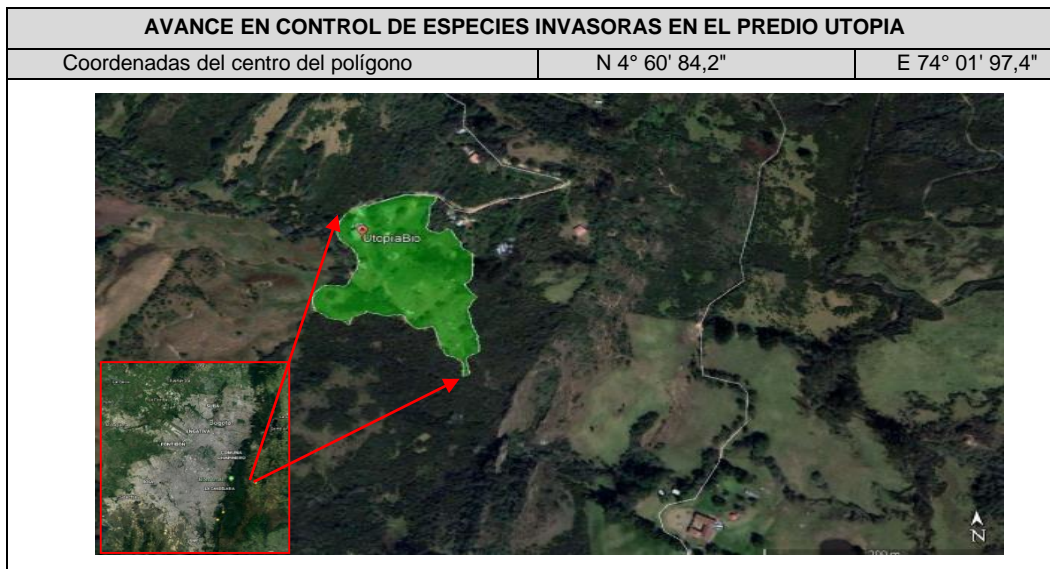 AVANCE EN CONTROL DE ESPECIES INVASORAS EN EL PREDIO UTOPIA
Coordenadas del centro del polígono N 4° 60' 84,2" E 74° 01' 97,4"
UtopiaBio
Bogotá
N